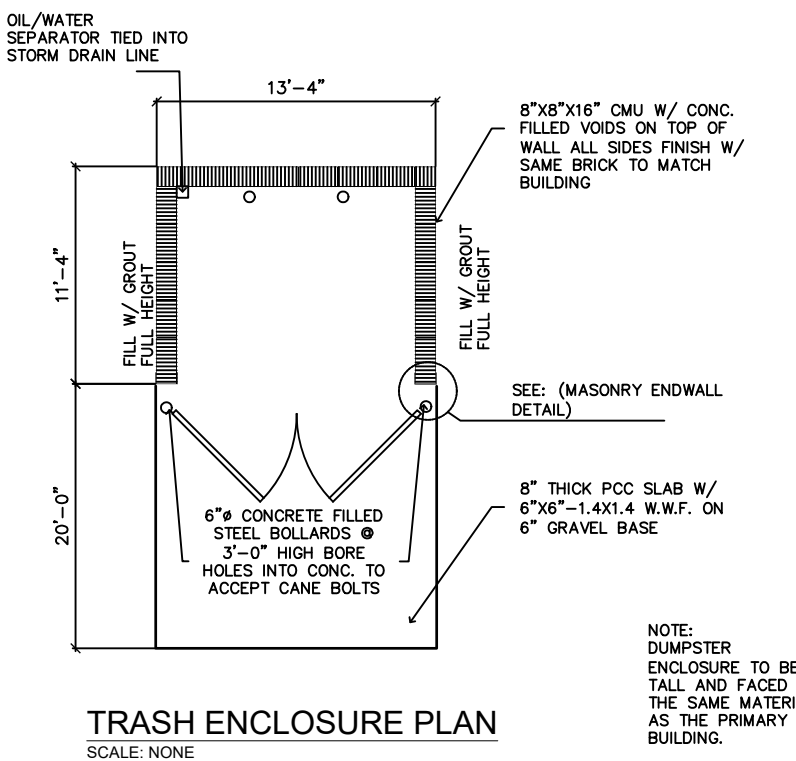 OIL/WATER
SEPARATOR TIED INTO
STORM DRAIN LINE
13'-4"
8"X8"X16" CMU W/ CONC.
FILLED VOIDS ON TOP OF
WALL ALL SIDES FINISH W/
SAME BRICK TO MATCH
BUILDING
11'-4"
FILL W/ GROUT
FULL HEIGHT
FILL W/ GROUT
FULL HEIGHT
SEE: (MASONRY ENDWALL
DETAIL)
20'-0"
6"ø CONCRETE FILLED
STEEL BOLLARDS @
3'-0" HIGH BORE
HOLES INTO CONC. TO
ACCEPT CANE BOLTS
8" THICK PCC SLAB W/
6"X6"-1.4X1.4 W.W.F. ON
6" GRAVEL BASE
NOTE:
DUMPSTER
ENCLOSURE TO BE
TALL AND FACED
THE SAME MATERI
AS THE PRIMARY
BUILDING.
TRASH ENCLOSURE PLAN
SCALE: NONE